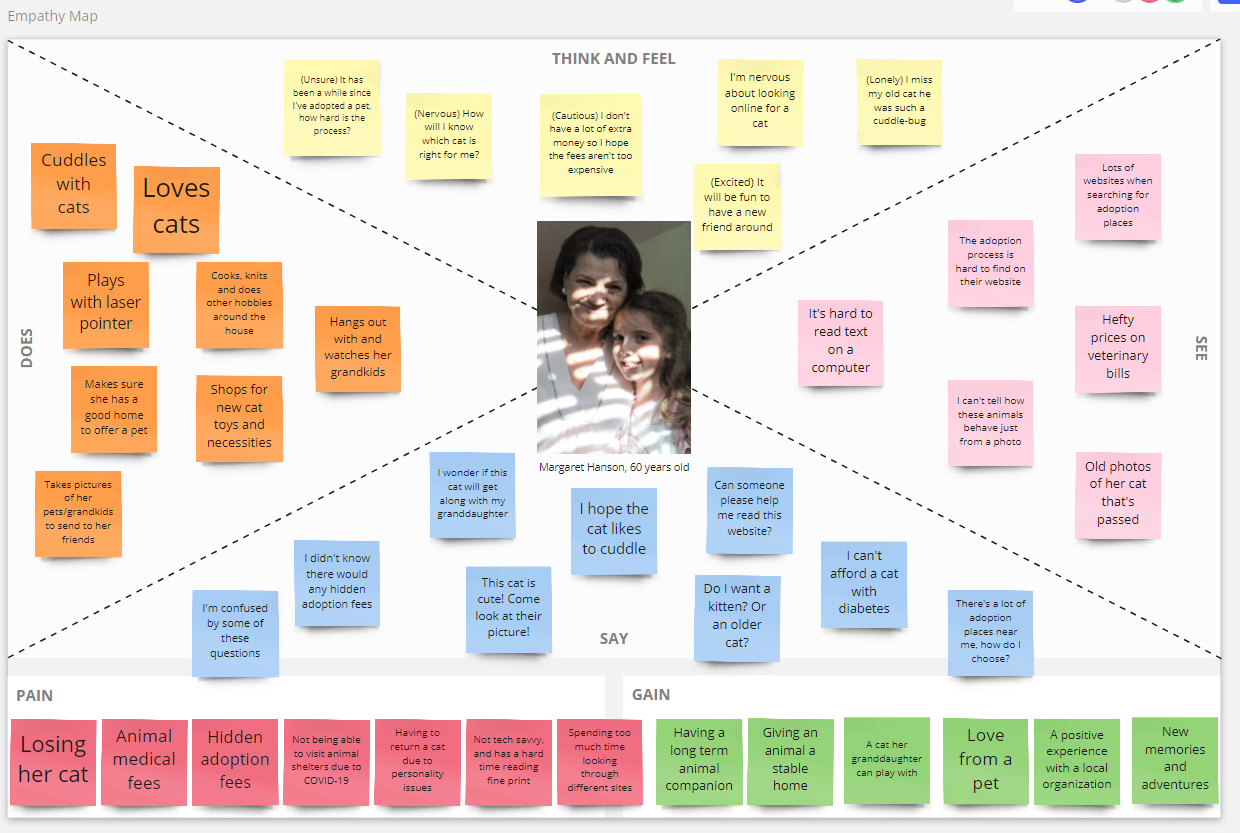 Empathy Map
THINK AND FEEL
(Unsure) It has
been a while since
I've adopted a pet,
how hard is the
process?
(Nervous) How
will I know
which cat is
right for me?
(Cautious) I don't
have a lot of extra
money so I hope
the fees aren't too
expensive
I'm nervous
about looking
online for a
cat
(Lonely) I miss
my old cat he
was such a
cuddle-bug
(Excited) It
will be fun to
have a new
friend around
DOES
Cuddles
with
cats
Loves
cats
Plays
with laser
pointer
Cooks, knits
and does
other hobbies
around the
house
Hangs out
with and
watches her
grandkids
Makes sure
she has a
good home
to offer a pet
Shops for
new cat
toys and
necessities
Takes pictures
of her
pets/grandkids
to send to her
friends
SEE
Lots of
websites when
searching for
adoption
places
The adoption
process is
hard to find on
their website
It's hard to
read text
on a
computer
Hefty
prices on
veterinary
bills
I can't tell how
these animals
behave just
from a photo
Old photos
of her cat
that's
passed
Margaret Hanson, 60 years old
I wonder if this
cat will get
along with my
granddaughter
I hope the
cat likes
to cuddle
Can someone
please help
me read this
website?
I didn't know
there would
any hidden
adoption fees
This cat is
cute! Come
look at their
picture!
Do I want a
kitten? Or
an older
cat?
I can't
afford a cat
with
diabetes
I'm confused
by some of
these
questions
There's a lot of
adoption
places near
me, how do I
choose?
SAY
PAIN
Losing
her cat
Animal
medical
fees
Hidden
adoption
fees
Not being able
to visit animal
shelters due to
COVID-19
Having to
return a cat
due to
personality
issues
Not tech savvy,
and has a hard
time reading
fine print
Spending too
much time
looking
through
different sites
GAIN
Having a
long term
animal
companion
Giving an
animal a
stable
home
A cat her
granddaughter
can play with
Love
from a
pet
A positive
experience
with a local
organization
New
memories
and
adventures